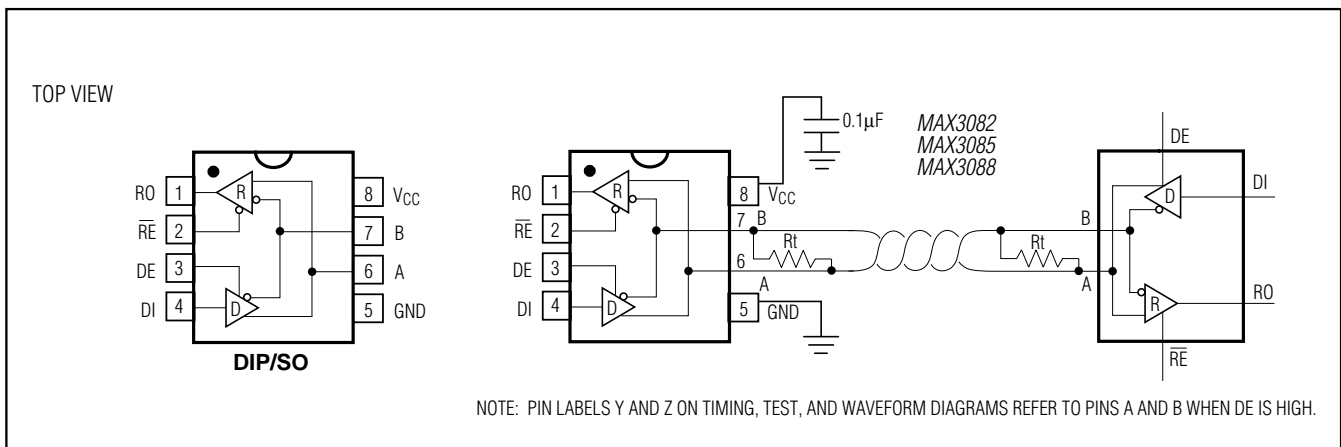 TOP VIEW
RO 1
RE 2
DE 3
DI 4
8 VCC
7 B
6 A
5 GND
R
D
DIP/SO
RO 1
RE 2
DE 3
DI 4
R
D
8 VCC
7 B
6
A
5 GND
0.1µF
Rt
MAX3082
MAX3085
MAX3088
Rt
B
A
DE
D
DI
R
RO
RE
NOTE: PIN LABELS Y AND Z ON TIMING, TEST, AND WAVEFORM DIAGRAMS REFER TO PINS A AND B WHEN DE IS HIGH.